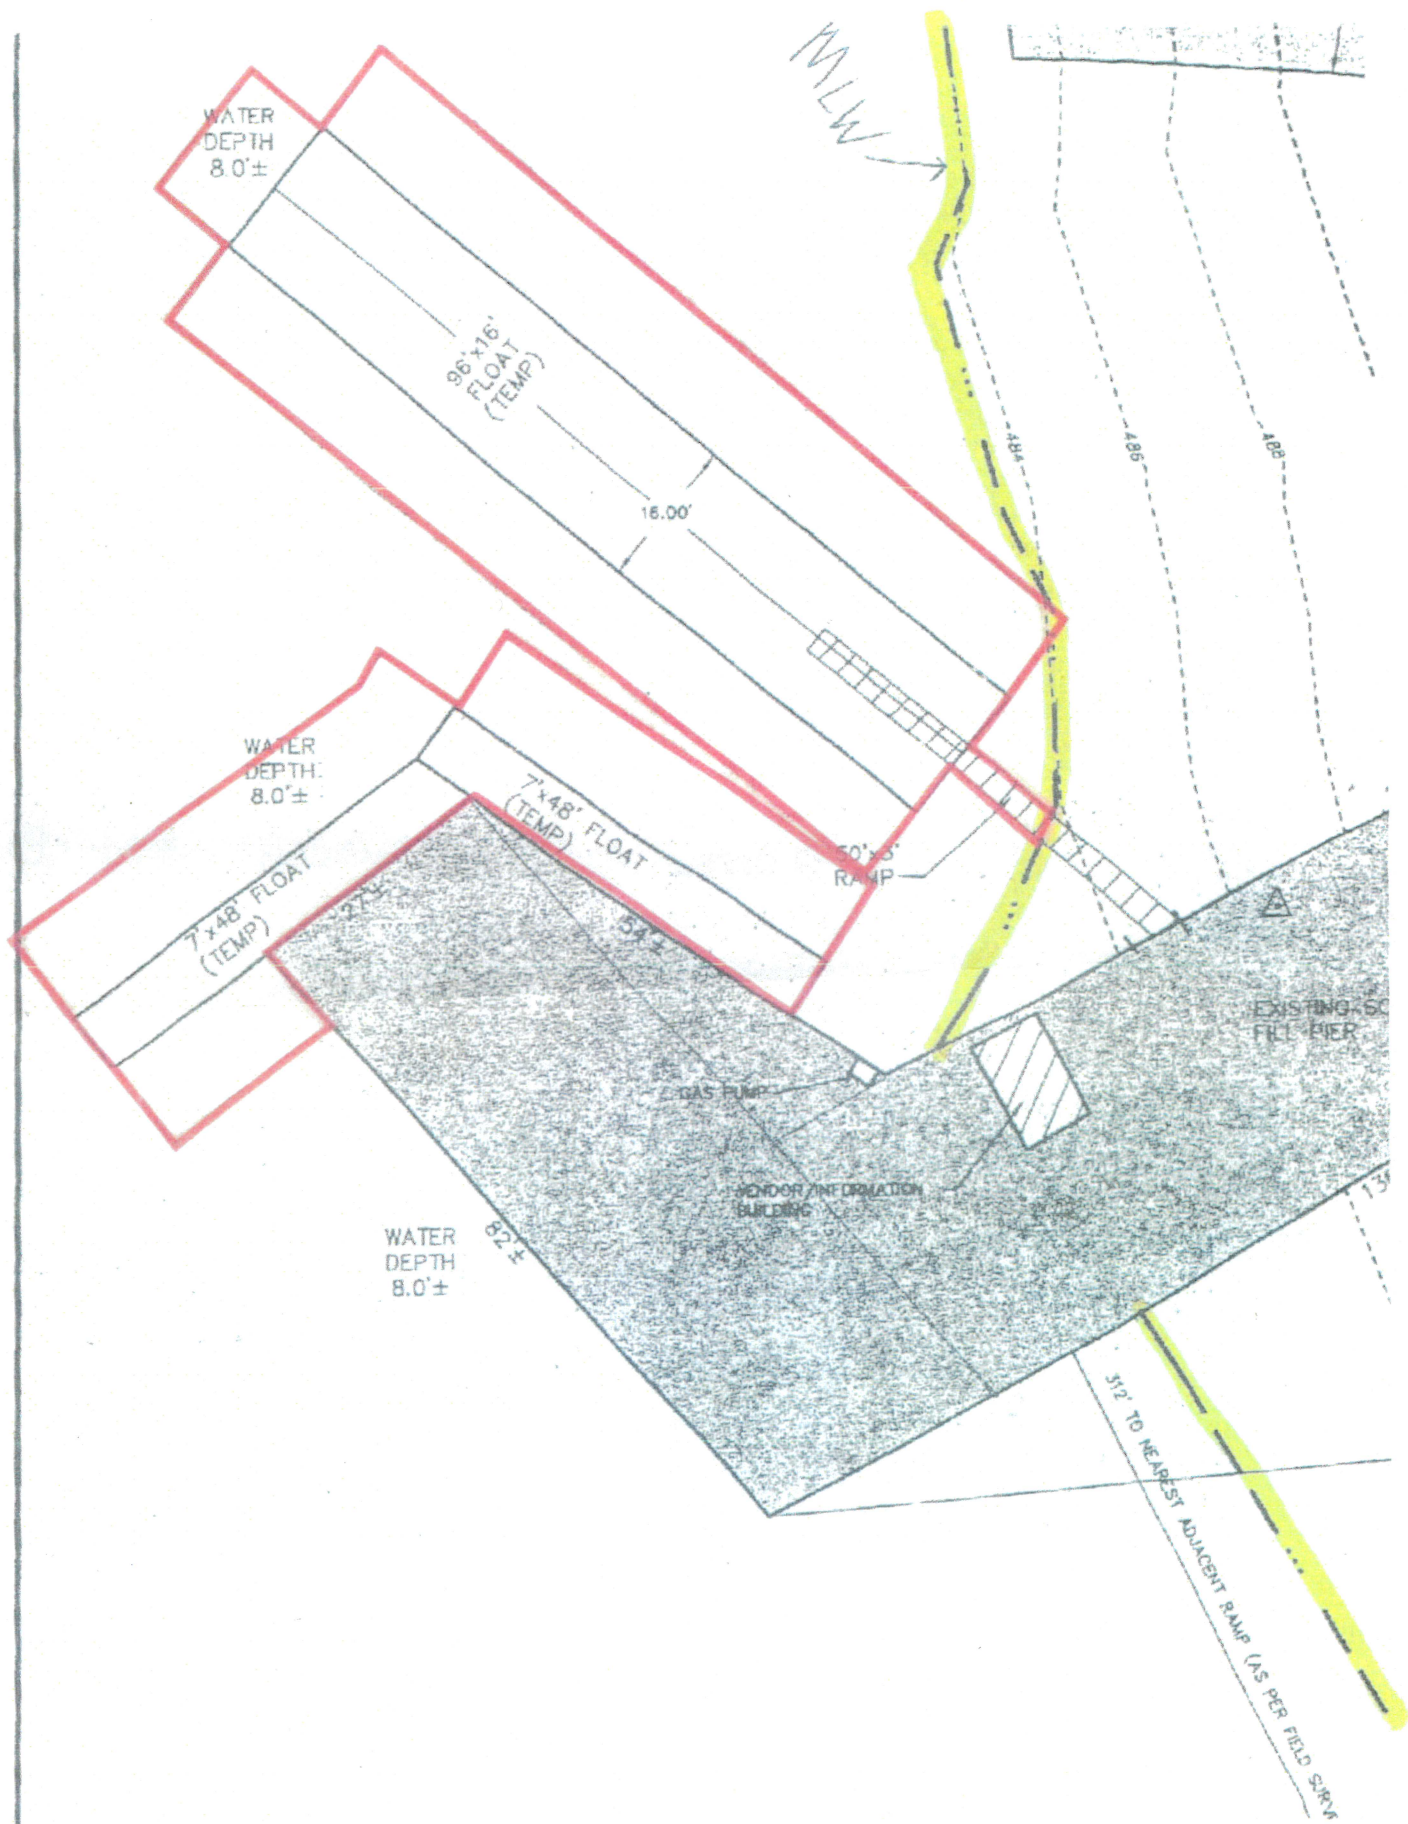 MLW
WATER
DEPTH
8.0'±
96'x16'
FLOAT
(TEMP)
484
486
488
16.00'
WATER
DEPTH
8.0'±
7'x48' FLOAT
(TEMP)
7'x48' FLOAT
(TEMP)
50'x3'
RAMP
27'±
54'±
EXISTING
FILL PIER
GAS PUMP
VENDOR/INFORMATION
BUILDING
82'±
WATER
DEPTH
8.0'±
312' TO NEAREST ADJACENT RAMP (AS PER FIELD